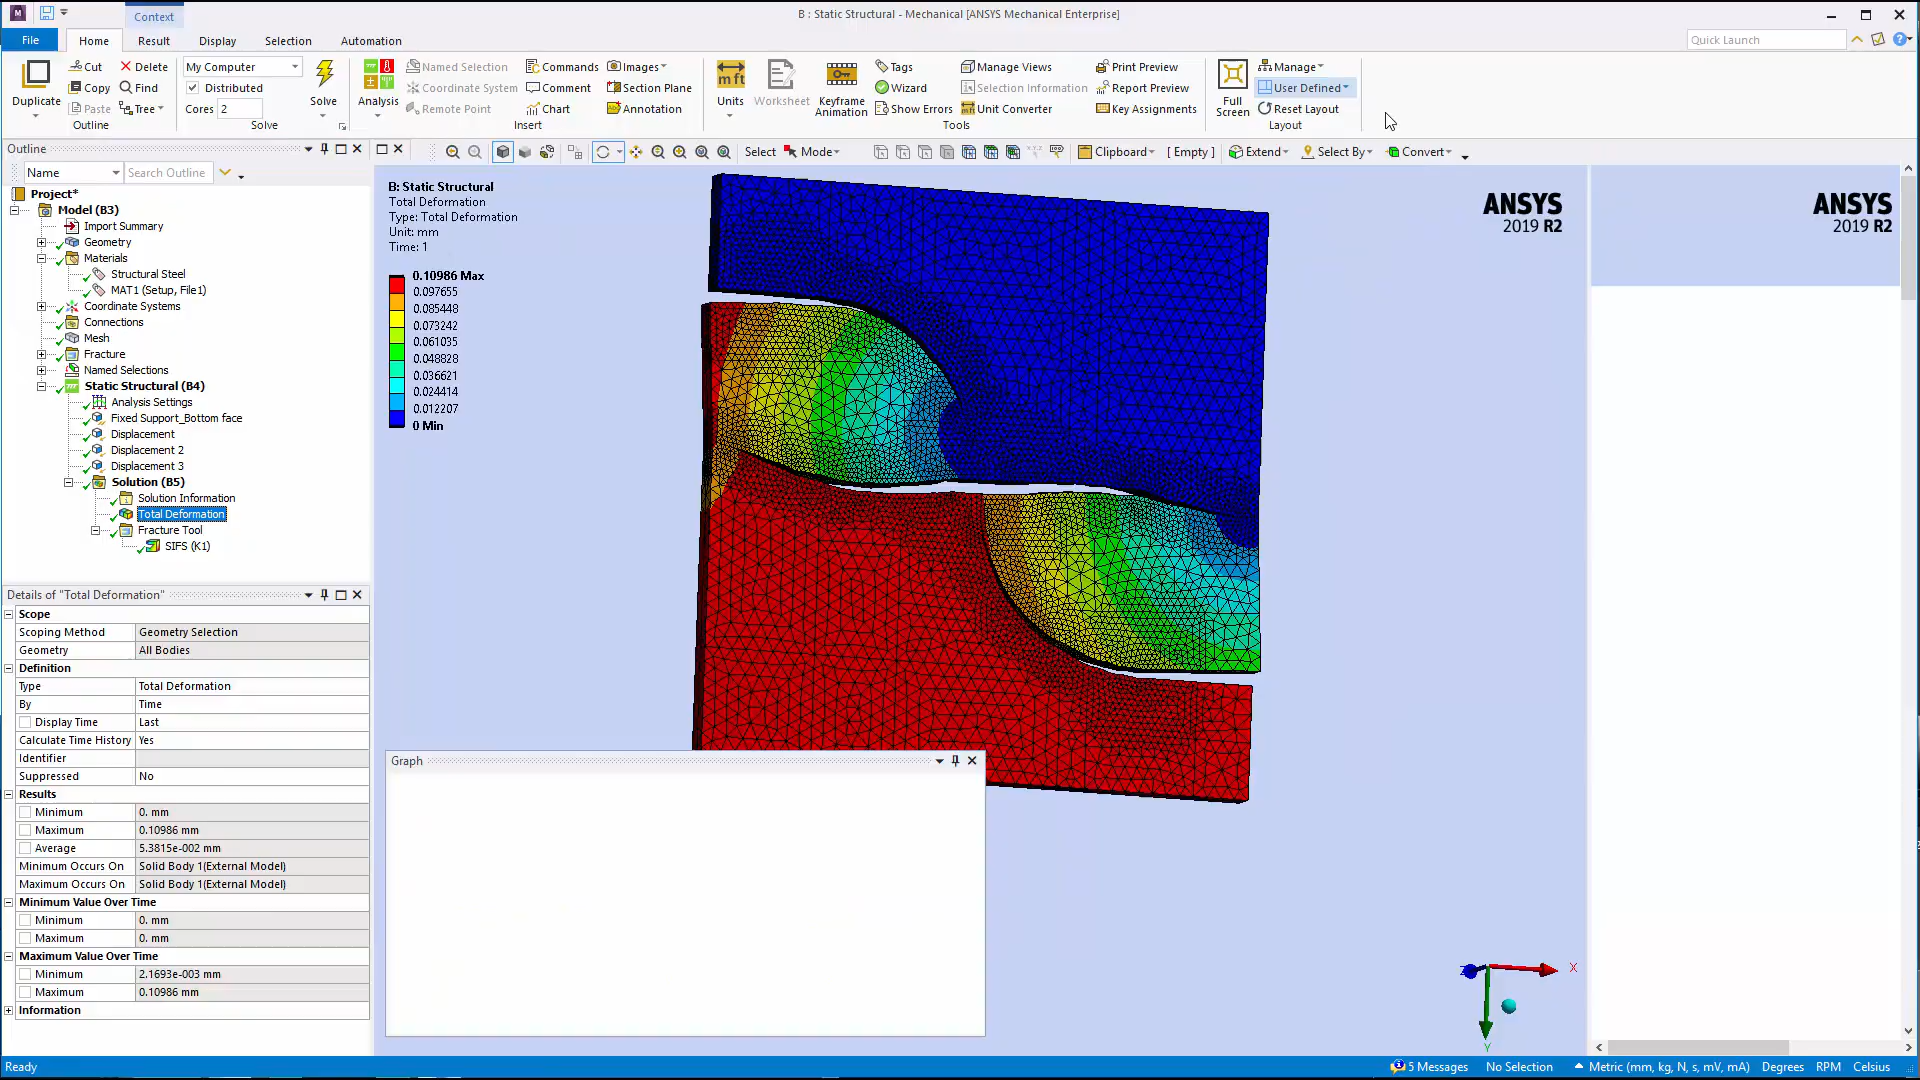 Context
B : Static Structural - Mechanical [ANSYS Mechanical Enterprise]
File
Home
Result
Display
Selection
Automation
Quick Launch
Duplicate
Cut
Copy
Paste
Delete
Find
Tree
Outline
My Computer
Distributed
Cores 2
Solve
Solve
Analysis
Named Selection
Coordinate System
Remote Point
Commands
Comment
Chart
Images
Section Plane
Annotation
Insert
Units
Worksheet
Keyframe
Animation
Tags
Wizard
Show Errors
Manage Views
Selection Information
Unit Converter
Print Preview
Report Preview
Key Assignments
Tools
Full
Screen
Manage
User Defined
Reset Layout
Layout
Outline
Select
Mode
Clipboard
[ Empty ]
Extend
Select By
Convert
Name
Search Outline
Project*
Model (B3)
Import Summary
Geometry
Materials
Structural Steel
MAT1 (Setup, File1)
Coordinate Systems
Connections
Mesh
Fracture
Named Selections
Static Structural (B4)
Analysis Settings
Fixed Support_Bottom face
Displacement
Displacement 2
Displacement 3
Solution (B5)
Solution Information
Total Deformation
Fracture Tool
SIFS (K1)
Details of "Total Deformation"
Scope
Scoping Method Geometry Selection
Geometry All Bodies
Definition
Type Total Deformation
By Time
Display Time Last
Calculate Time History Yes
Identifier
Suppressed No
Results
Minimum 0. mm
Maximum 0.10986 mm
Average 5.3815e-002 mm
Minimum Occurs On Solid Body 1(External Model)
Maximum Occurs On Solid Body 1(External Model)
Minimum Value Over Time
Minimum 0. mm
Maximum 0. mm
Maximum Value Over Time
Minimum 2.1693e-003 mm
Maximum 0.10986 mm
Information
B: Static Structural
Total Deformation
Type: Total Deformation
Unit: mm
Time: 1
0.10986 Max
0.097655
0.085448
0.073242
0.061035
0.048828
0.036621
0.024414
0.012207
0 Min
ANSYS
2019 R2
ANSYS
2019 R2
Graph
X
Y
Z
Ready
5 Messages
No Selection
Metric (mm, kg, N, s, mV, mA)
Degrees
RPM
Celsius